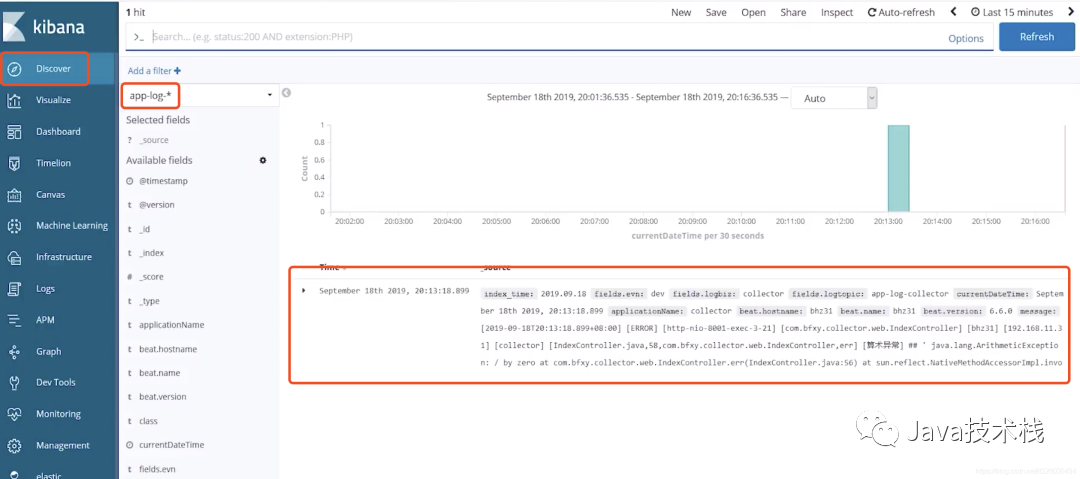 1 hit
New Save Open Share Inspect Auto-refresh Last 15 minutes
kibana
>_ Search... (e.g. status:200 AND extension:PHP)
Options
Refresh
Discover
Visualize
Dashboard
Timelion
Canvas
Machine Learning
Infrastructure
Logs
APM
Graph
Dev Tools
Monitoring
Management
elastic
Add a filter +
app-log-*
Selected fields
? _source
Available fields
@timestamp
t @version
t _id
t _index
# _score
t _type
t applicationName
t beat.hostname
t beat.name
t beat.version
t class
currentDateTime
t fields.evn
September 18th 2019, 20:01:36.535 - September 18th 2019, 20:16:36.535 —
Auto
Count
1
0.8
0.6
0.4
0.2
0
20:02:00 20:03:00 20:04:00 20:05:00 20:06:00 20:07:00 20:08:00 20:09:00 20:10:00 20:11:00 20:12:00 20:13:00 20:14:00 20:15:00 20:16:00
currentDateTime per 30 seconds
Time _source
September 18th 2019, 20:13:18.899
index_time: 2019.09.18 fields.evn: dev fields.logbiz: collector fields.logtopic: app-log-collector currentDateTime: Septem
ber 18th 2019, 20:13:18.899 applicationName: collector beat.hostname: bhz31 beat.name: bhz31 beat.version: 6.6.0 message:
[2019-09-18T20:13:18.899+08:00] [ERROR] [http-nio-8001-exec-3-21] [com.bfxy.collector.web.IndexController] [bhz31] [192.168.11.3
1] [collector] [IndexController.java,58,com.bfxy.collector.web.IndexController,err] [算术异常] ## ' java.lang.ArithmeticExceptio
n: / by zero at com.bfxy.collector.web.IndexController.err(IndexController.java:56) at sun.reflect.NativeMethodAccessorImpl.invo
Java技术栈